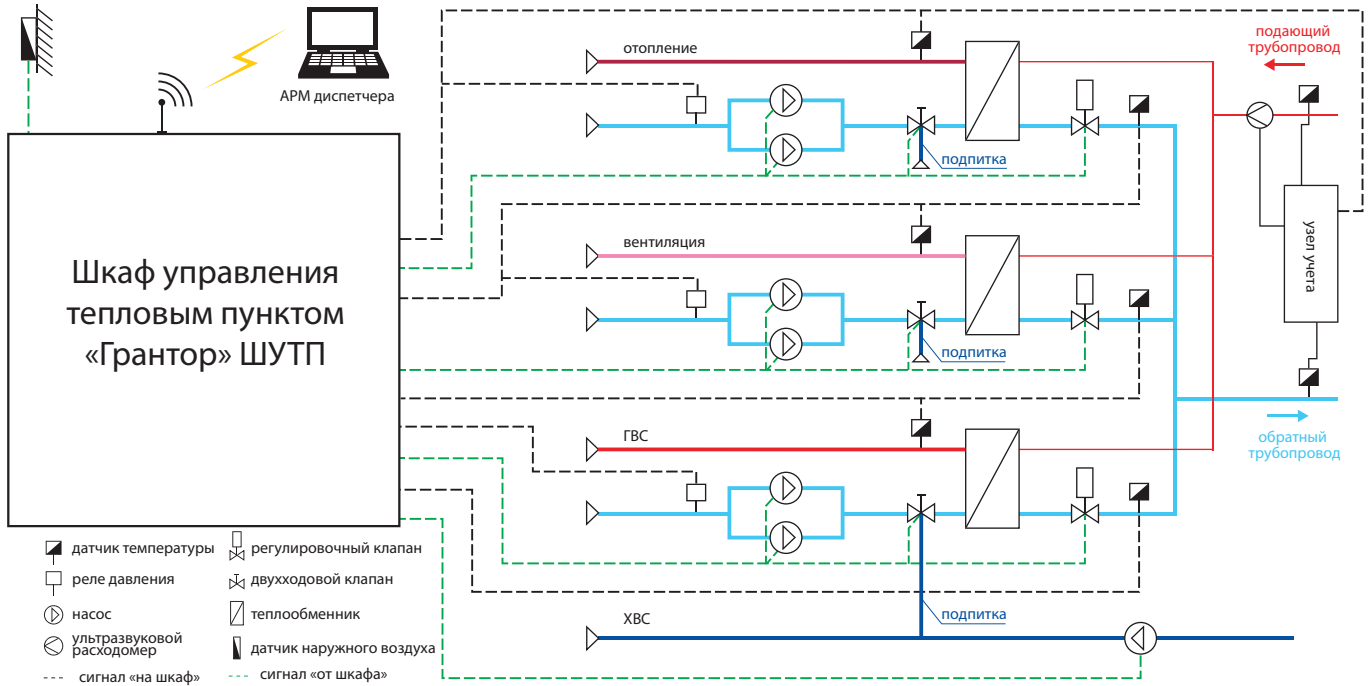 АРМ диспетчера
Шкаф управления
тепловым пунктом
«Грантор» ШУТП
отопление
подпитка
вентиляция
подпитка
ГВС
ХВС
подпитка
подающий
трубопровод
узел учета
обратный
трубопровод
датчик температуры
реле давления
насос
ультразвуковой
расходомер
сигнал «на шкаф»
регулировочный клапан
двухходовой клапан
теплообменник
датчик наружного воздуха
сигнал «от шкафа»